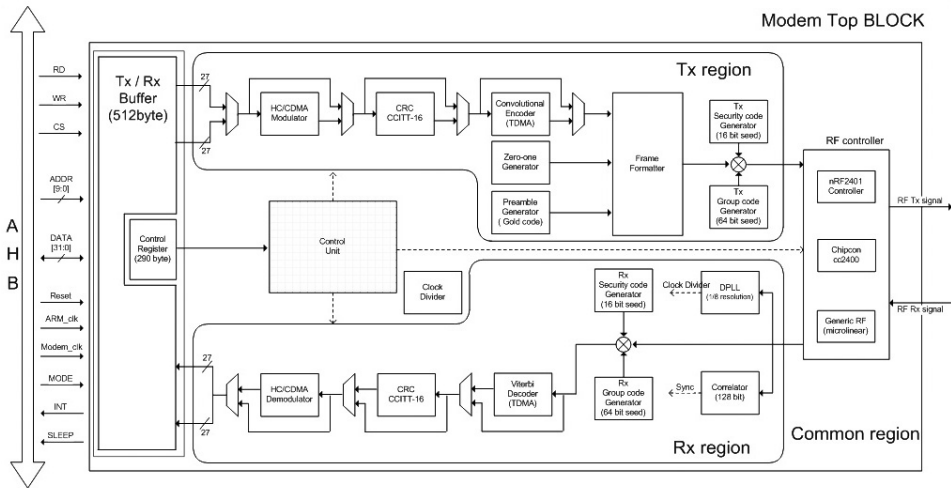 Modem Top BLOCK
AHB
RD
WR
CS
ADDR
[9:0]
DATA
[31:0]
Reset
ARM_clk
Modem_clk
MODE
INT
SLEEP
Tx / Rx
Buffer
(512byte)
Control
Register
(290 byte)
27
27
27
27
Tx region
HC/CDMA
Modulator
CRC
CCITT-16
Convolutional
Encoder
(TDMA)
Zero-one
Generator
Preamble
Generator
( Gold code)
Frame
Formatter
Tx
Security code
Generator
(16 bit seed)
Tx
Group code
Generator
(64 bit seed)
RF controller
nRF2401
Controller
Chipcon
cc2400
Generic RF
(microlinear)
RF Tx signal
RF Rx signal
Control
Unit
Clock
Divider
Rx
Security code
Generator
(16 bit seed)
Clock Divider
DPLL
(1/8 resolution)
Rx
Group code
Generator
(64 bit seed)
Sync
Correlator
(128 bit)
HC/CDMA
Demodulator
CRC
CCITT-16
Viterbi
Decoder
(TDMA)
Rx region
Common region